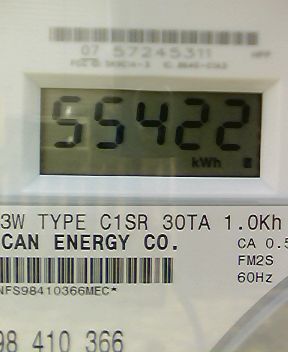 07 57245311
55422
kWh
3W TYPE C1SR 30TA 1.0Kh
CAN ENERGY CO.
CA 0.5
FM2S
60Hz
NFS98410366MEC*
98 410 366